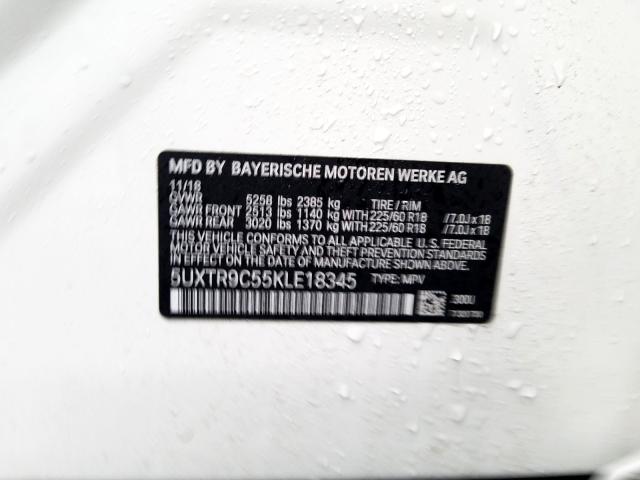 MFD BY BAYERISCHE MOTOREN WERKE AG
11/18
GVWR 5258 lbs 2385 kg TIRE / RIM
GAWR FRONT 2513 lbs 1140 kg WITH 225/60 R18 /7.0J x 18
GAWR REAR 3020 lbs 1370 kg WITH 225/60 R18 /7.0J x 18
THIS VEHICLE CONFORMS TO ALL APPLICABLE U.S. FEDERAL
MOTOR VEHICLE SAFETY AND THEFT PREVENTION STANDARDS
IN EFFECT ON THE DATE OF MANUFACTURE SHOWN ABOVE.
5UXTR9C55KLE18345 TYPE: MPV
300U